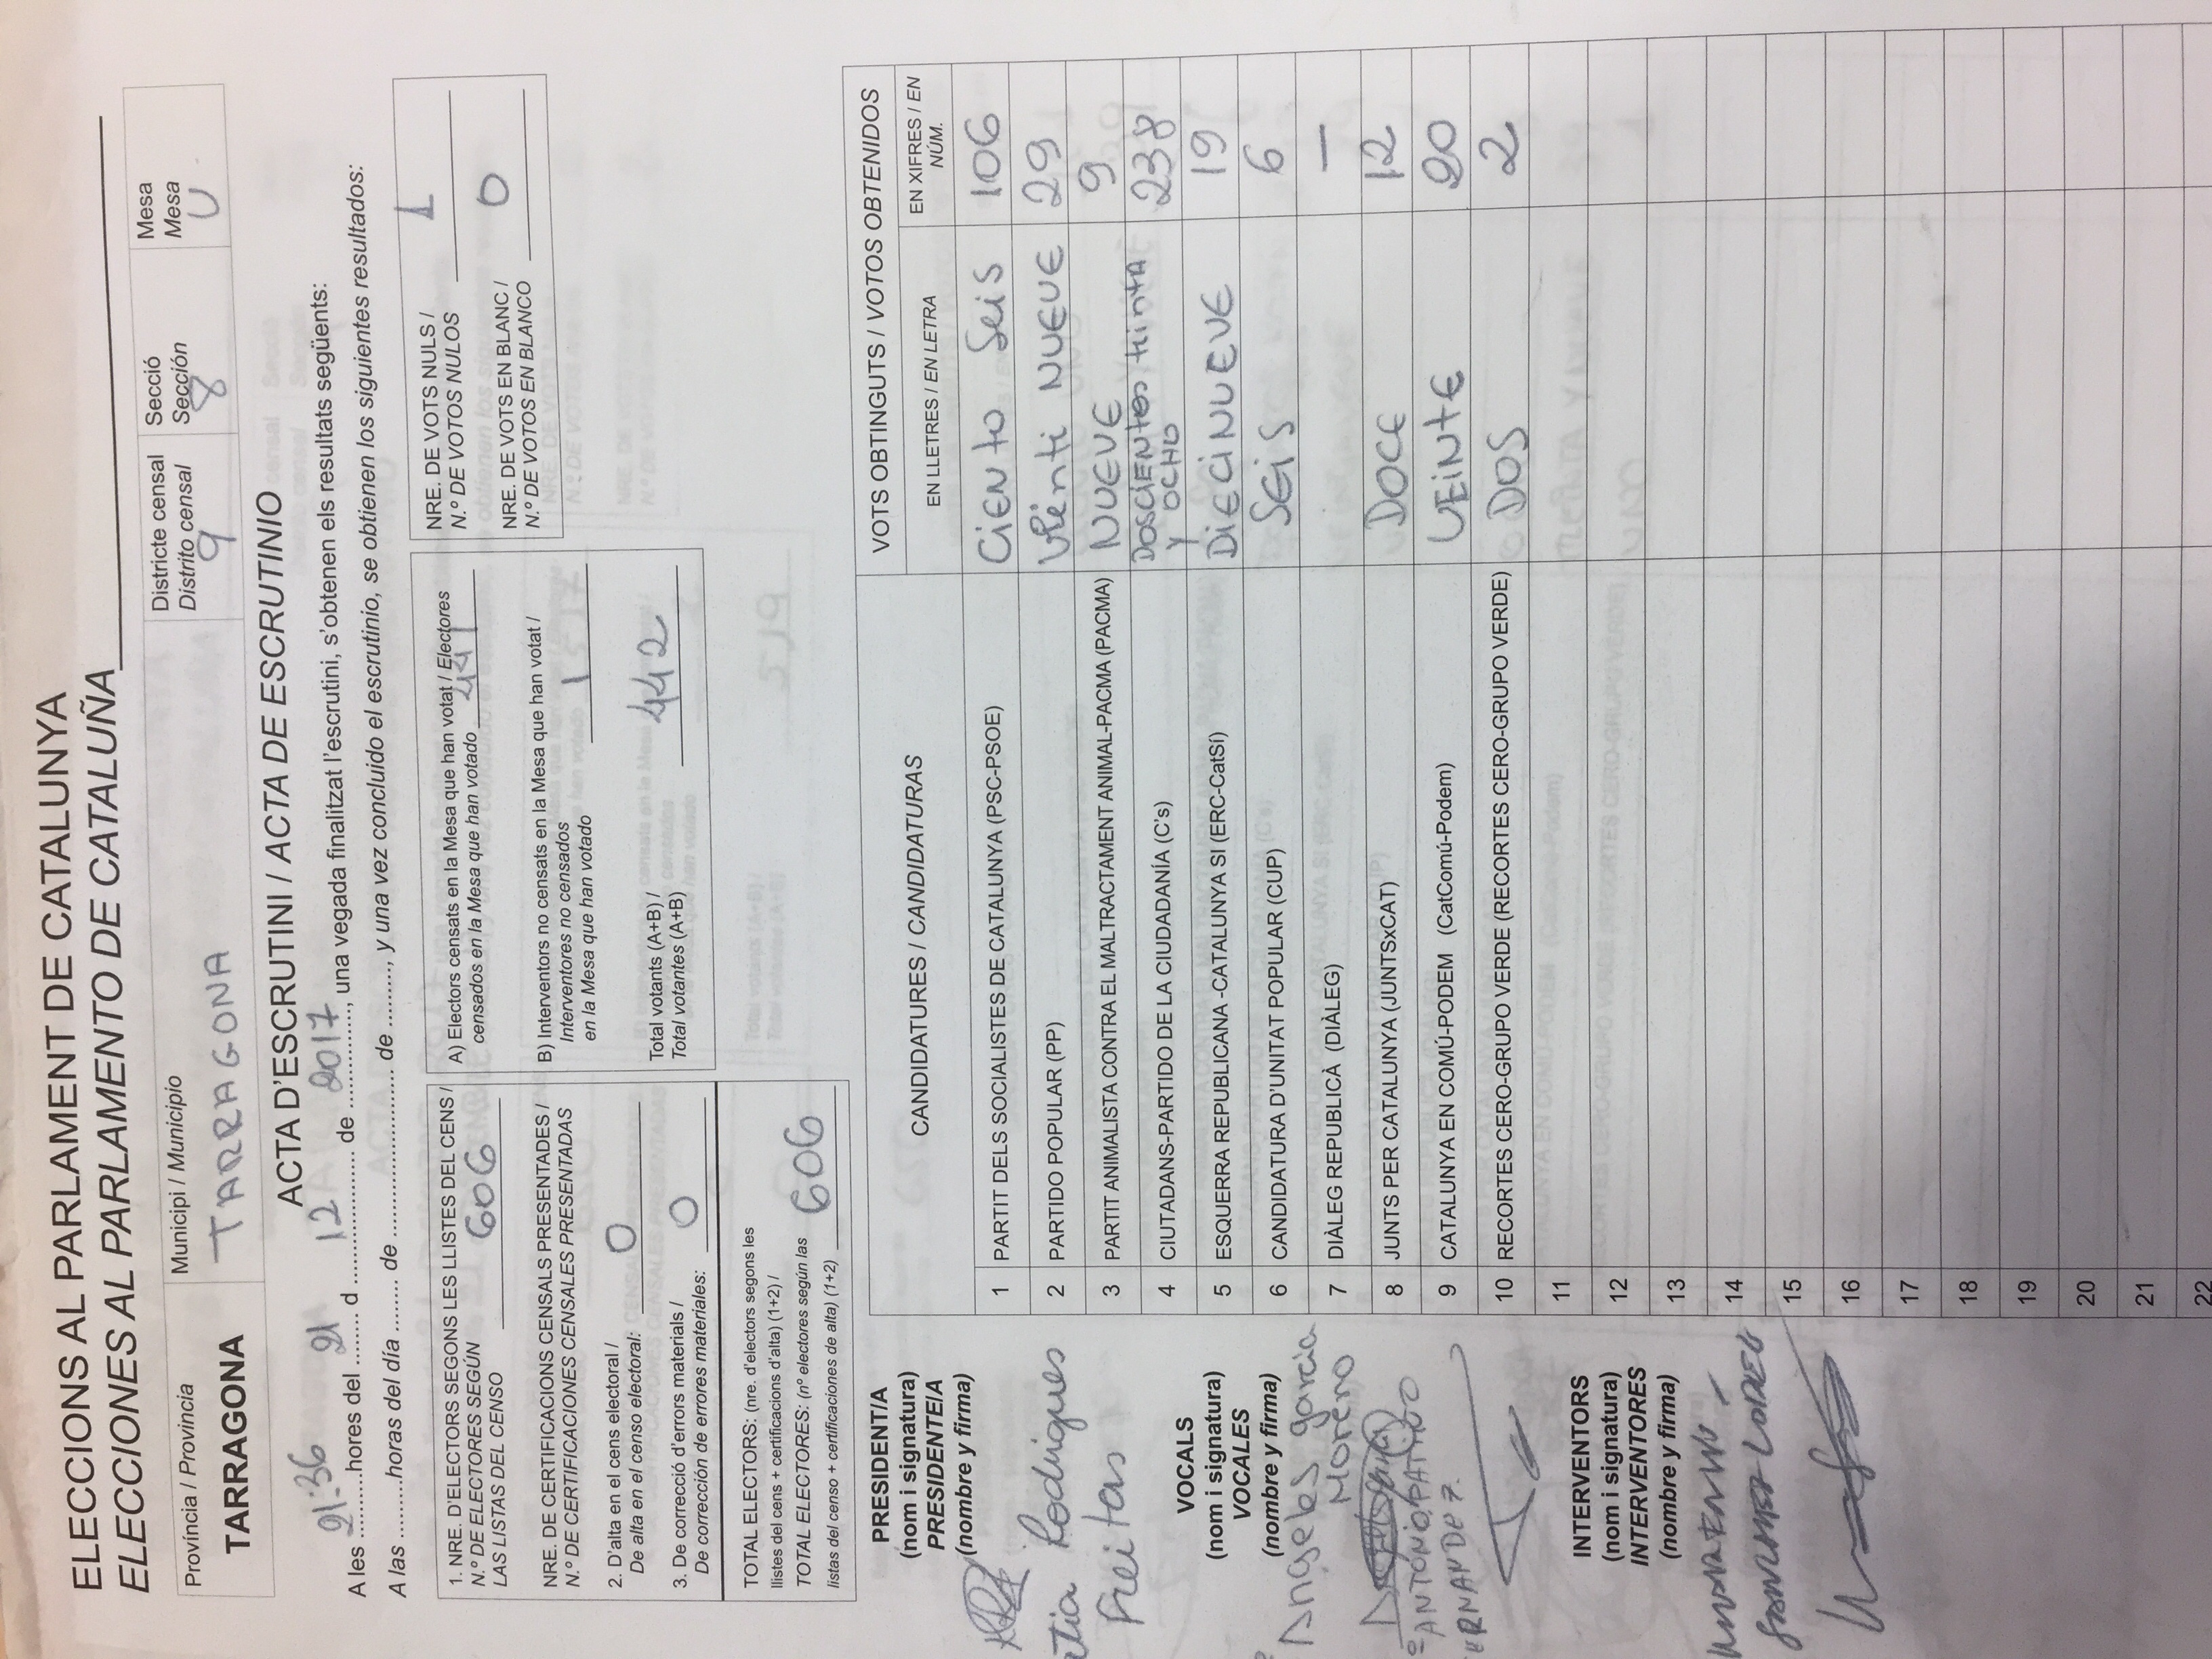 ELECCIONS AL PARLAMENT DE CATALUNYA
ELECCIONES AL PARLAMENTO DE CATALUÑA
Província / Provincia
TARRAGONA
Municipi / Municipio
TARRAGONA
Districte censal
Distrito censal
9
Secció
Sección
8
Mesa
Mesa
U
ACTA D'ESCRUTINI / ACTA DE ESCRUTINIO
A les 21:36 hores del 21 d 12 de 2017, una vegada finalitzat l'escrutini, s'obtenen els resultats següents:
A las .........horas del día ........ de ........................ de ........., y una vez concluido el escrutinio, se obtienen los siguientes resultados:
1. NRE. D'ELECTORS SEGONS LES LLISTES DEL CENS /
N.º DE ELECTORES SEGÚN
LAS LISTAS DEL CENSO 606
NRE. DE CERTIFICACIONS CENSALS PRESENTADES /
N.º DE CERTIFICACIONES CENSALES PRESENTADAS
2. D'alta en el cens electoral /
De alta en el censo electoral: 0
3. De correcció d'errors materials /
De corrección de errores materiales: 0
TOTAL ELECTORS: (nre. d'electors segons les
llistes del cens + certificacions d'alta) (1+2) /
TOTAL ELECTORES: (nº electores según las
listas del censo + certificaciones de alta) (1+2) 606
A) Electors censats en la Mesa que han votat / Electores
censados en la Mesa que han votado 441
B) Interventors no censats en la Mesa que han votat /
Interventores no censados
en la Mesa que han votado 1
Total votants (A+B) /
Total votantes (A+B) 442
NRE. DE VOTS NULS /
N.º DE VOTOS NULOS 1
NRE. DE VOTS EN BLANC /
N.º DE VOTOS EN BLANCO 0
PRESIDENT/A
(nom i signatura)
PRESIDENTE/A
(nombre y firma)
Rodrigues
Freitas
VOCALS
(nom i signatura)
VOCALES
(nombre y firma)
Angeles garcia
Moreno
ANTONIO PATIÑO
INTERVENTORS
(nom i signatura)
INTERVENTORES
(nombre y firma)
CANDIDATURES / CANDIDATURAS
VOTS OBTINGUTS / VOTOS OBTENIDOS
EN LLETRES / EN LETRA
EN XIFRES / EN
NÚM.
1 PARTIT DELS SOCIALISTES DE CATALUNYA (PSC-PSOE) CIENto SEiS 106
2 PARTIDO POPULAR (PP) Viênti NUEVE 29
3 PARTIT ANIMALISTA CONTRA EL MALTRACTAMENT ANIMAL-PACMA (PACMA) NUEVE 9
4 CIUTADANS-PARTIDO DE LA CIUDADANÍA (C's) DOSCIENtos trintA
y OCHO 238
5 ESQUERRA REPUBLICANA -CATALUNYA SI (ERC-CatSí) DiECiNUEVE 19
6 CANDIDATURA D'UNITAT POPULAR (CUP) SEiS 6
7 DIÀLEG REPUBLICÀ (DIÀLEG) —
8 JUNTS PER CATALUNYA (JUNTSxCAT) DOCE 12
9 CATALUNYA EN COMÚ-PODEM (CatComú-Podem) VEiNtE 20
10 RECORTES CERO-GRUPO VERDE (RECORTES CERO-GRUPO VERDE) DOS 2
11
12
13
14
15
16
17
18
19
20
21
22